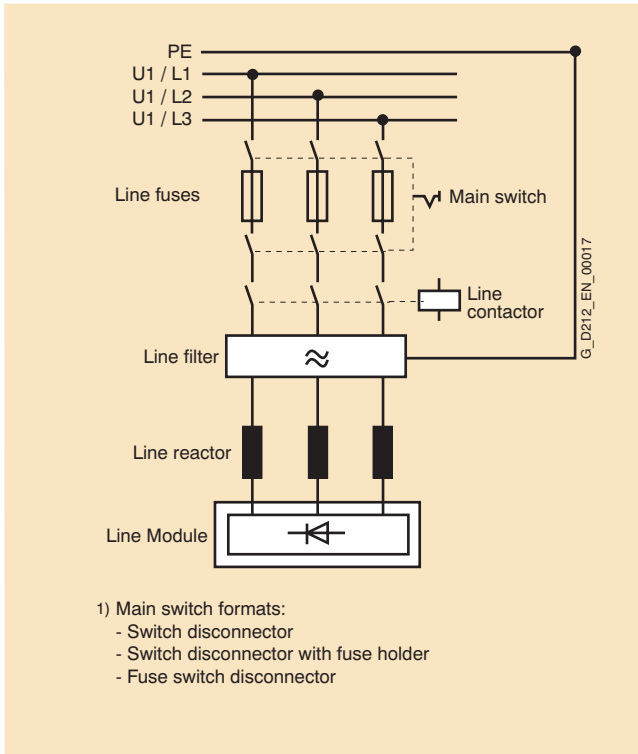 PE
U1 / L1
U1 / L2
U1 / L3
Line fuses
Main switch
Line
contactor
G_D212_EN_00017
Line filter
≈
Line reactor
Line Module
1) Main switch formats:
- Switch disconnector
- Switch disconnector with fuse holder
- Fuse switch disconnector